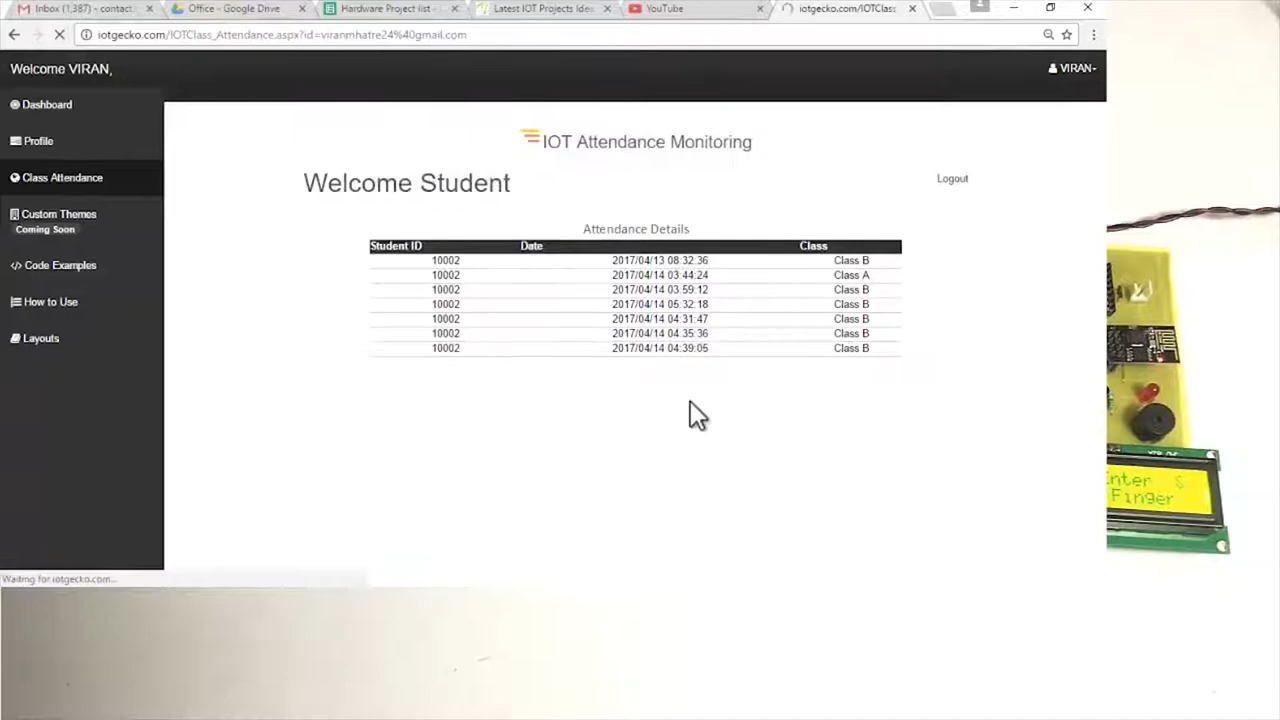 Inbox (1,387) - contact
Office - Google Drive
Hardware Project list -
Latest IOT Projects Idea
YouTube
iotgecko.com/IOTClass
iotgecko.com/IOTClass_Attendance.aspx?id=viranmhatre24%40gmail.com
Welcome VIRAN,
VIRAN
Dashboard
Profile
Class Attendance
Custom Themes
Coming Soon
</> Code Examples
How to Use
Layouts
IOT Attendance Monitoring
Welcome Student
Logout
Attendance Details
Student ID Date Class
10002 2017/04/13 08:32:36 Class B
10002 2017/04/14 03:44:24 Class A
10002 2017/04/14 03:59:12 Class B
10002 2017/04/14 05:32:18 Class B
10002 2017/04/14 04:31:47 Class B
10002 2017/04/14 04:35:36 Class B
10002 2017/04/14 04:39:05 Class B
Waiting for iotgecko.com...
Enter
Finger